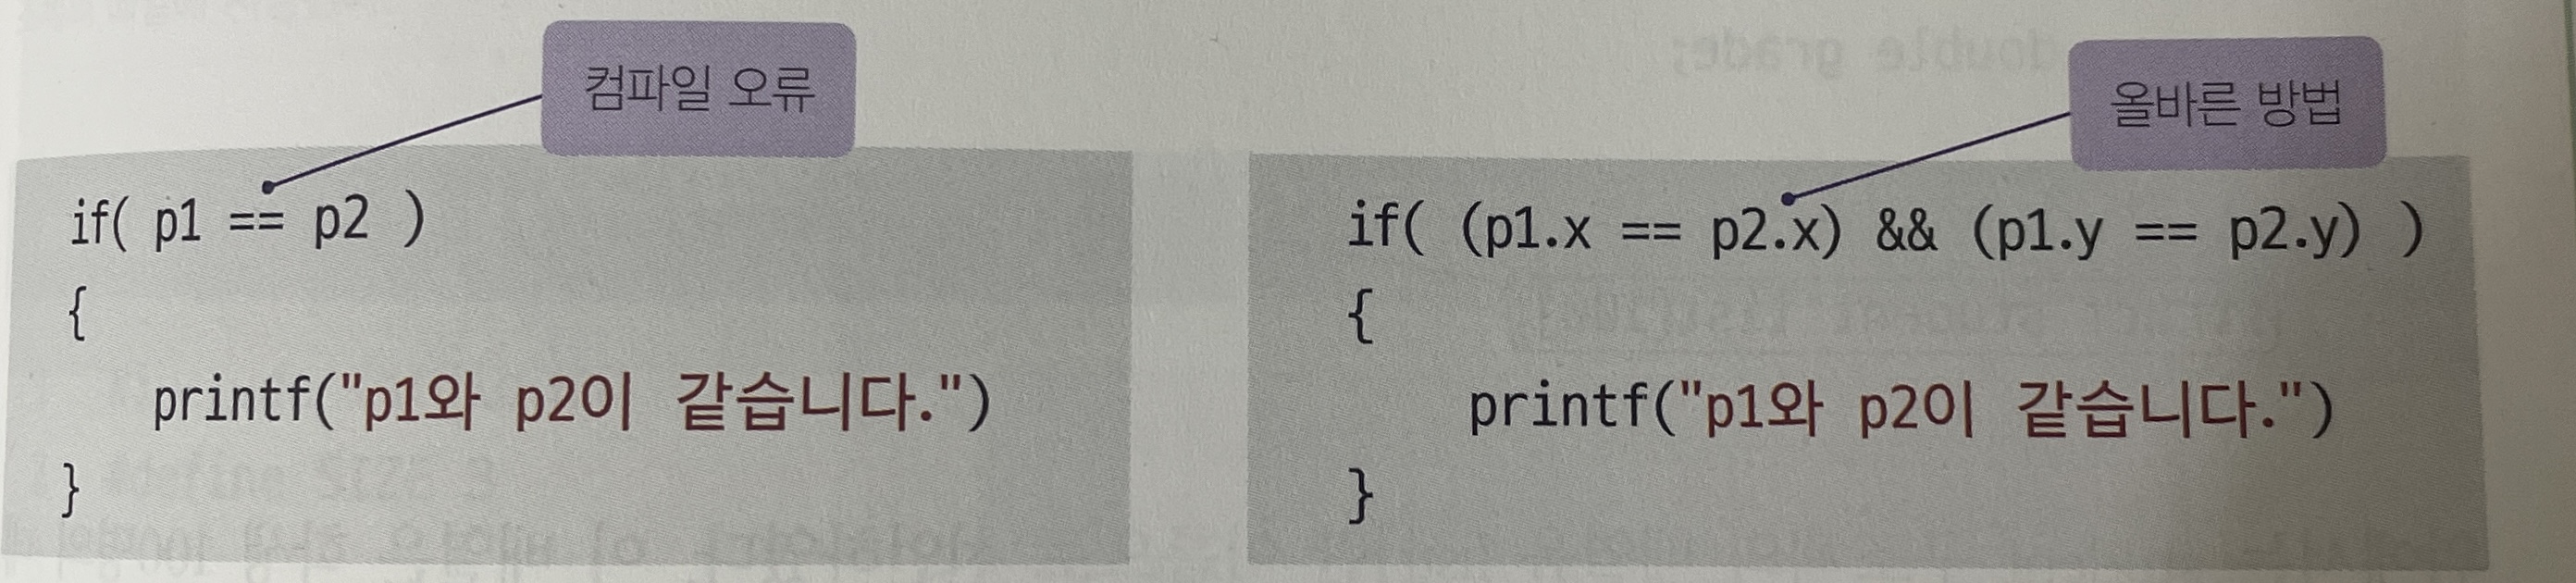 컴파일 오류
if( p1 == p2 )
{
printf("p1와 p2이 같습니다.")
}
올바른 방법
if( (p1.x == p2.x) && (p1.y == p2.y) )
{
printf("p1와 p2이 같습니다.")
}
double grade;